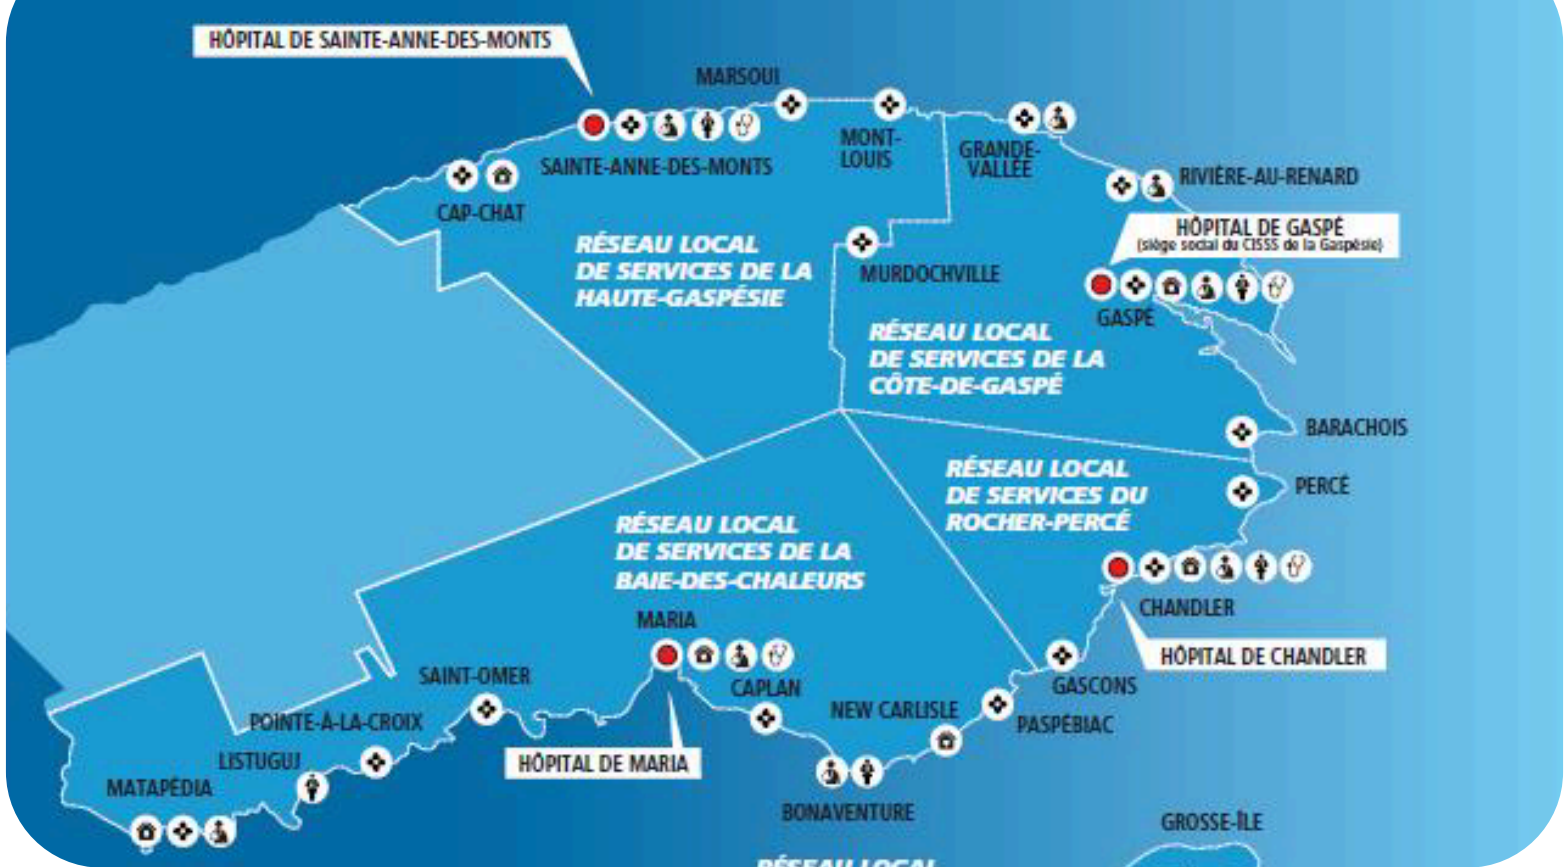 HÔPITAL DE SAINTE-ANNE-DES-MONTS
MARSOUI
MONT-
LOUIS
GRANDE-
VALLÉE
SAINTE-ANNE-DES-MONTS
RIVIÈRE-AU-RENARD
CAP-CHAT
HÔPITAL DE GASPÉ
(siège social du CISSS de la Gaspésie)
RÉSEAU LOCAL
DE SERVICES DE LA
HAUTE-GASPÉSIE
MURDOCHVILLE
GASPÉ
RÉSEAU LOCAL
DE SERVICES DE LA
CÔTE-DE-GASPÉ
BARACHOIS
RÉSEAU LOCAL
DE SERVICES DU
ROCHER-PERCÉ
PERCÉ
RÉSEAU LOCAL
DE SERVICES DE LA
BAIE-DES-CHALEURS
CHANDLER
MARIA
HÔPITAL DE CHANDLER
SAINT-OMER
CAPLAN
GASCONS
NEW CARLISLE
POINTE-À-LA-CROIX
PASPÉBIAC
LISTUGUJ
HÔPITAL DE MARIA
MATAPÉDIA
BONAVENTURE
GROSSE-ÎLE
RÉSEAU LOCAL